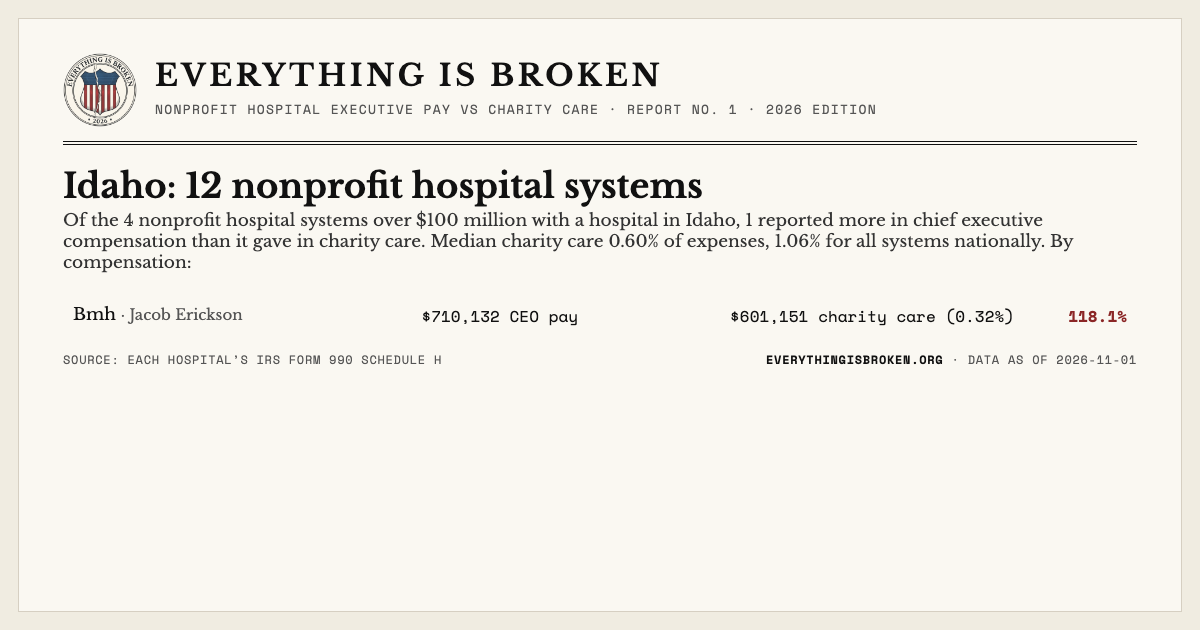 EVERYTHING IS BROKEN
· 2026 ·
EVERYTHING IS BROKEN
NONPROFIT HOSPITAL EXECUTIVE PAY VS CHARITY CARE · REPORT NO. 1 · 2026 EDITION
Idaho: 12 nonprofit hospital systems
Of the 4 nonprofit hospital systems over $100 million with a hospital in Idaho, 1 reported more in chief executive
compensation than it gave in charity care. Median charity care 0.60% of expenses, 1.06% for all systems nationally. By
compensation:
Bmh · Jacob Erickson $710,132 CEO pay $601,151 charity care (0.32%) 118.1%
SOURCE: EACH HOSPITAL'S IRS FORM 990 SCHEDULE H EVERYTHINGISBROKEN.ORG · DATA AS OF 2026-11-01